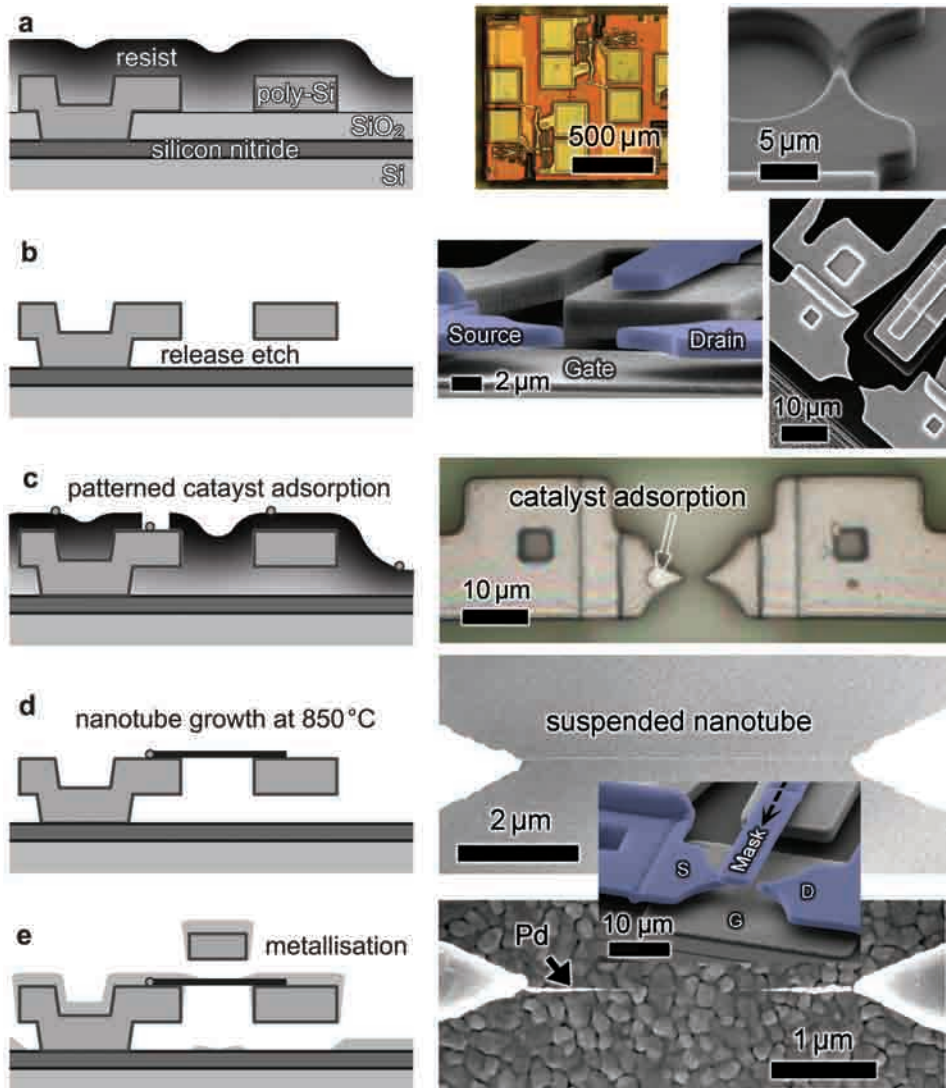 a
resist
poly-Si
SiO₂
silicon nitride
Si
500 µm
5 µm
b
release etch
Source
Drain
Gate
2 µm
10 µm
c
patterned catayst adsorption
catalyst adsorption
10 µm
d
nanotube growth at 850 °C
suspended nanotube
2 µm
Mask
S
D
G
10 µm
e
metallisation
Pd
1 µm